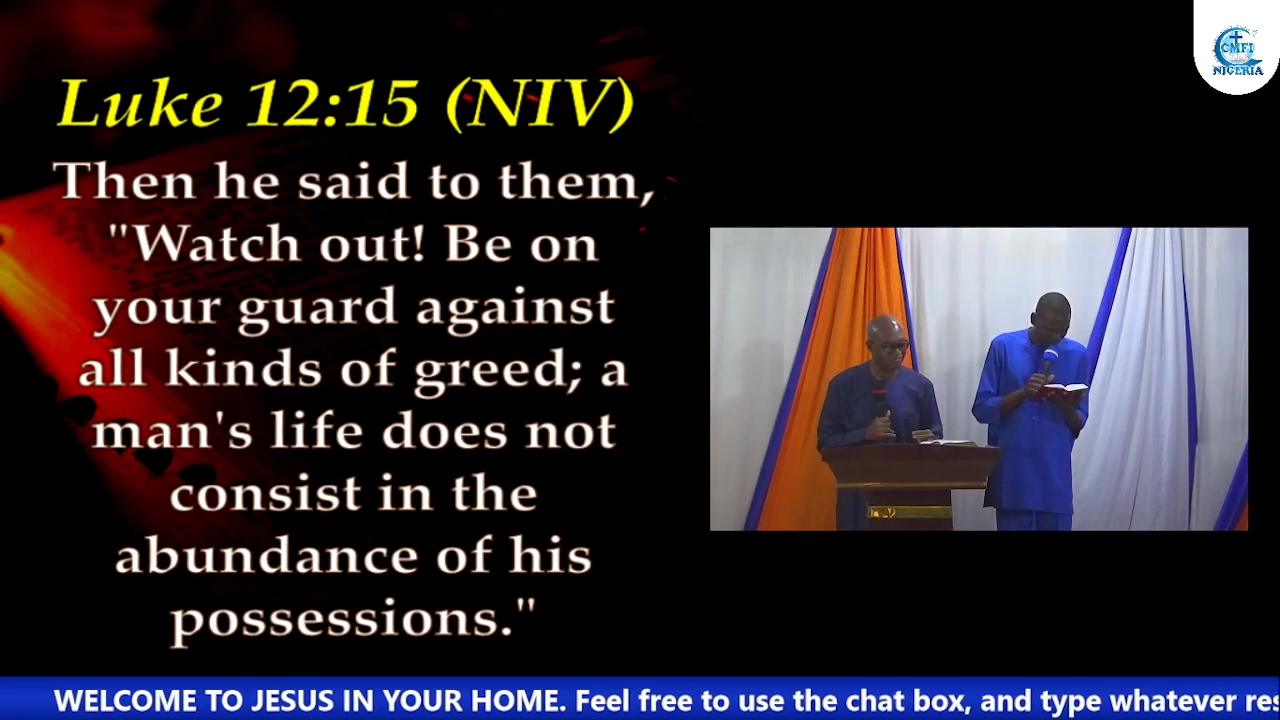 Luke 12:15 (NIV)
Then he said to them,
"Watch out! Be on
your guard against
all kinds of greed; a
man's life does not
consist in the
abundance of his
possessions."
CMFI
NIGERIA
WELCOME TO JESUS IN YOUR HOME. Feel free to use the chat box, and type whatever res